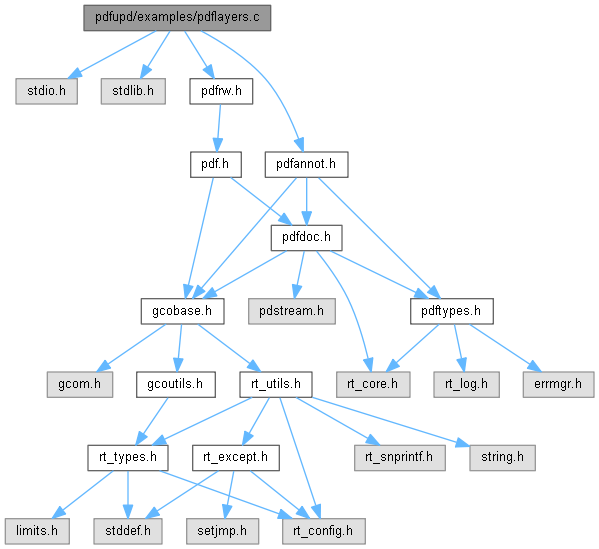 pdfupd/examples/pdflayers.c
stdio.h
stdlib.h
pdfrw.h
pdf.h
pdfannot.h
pdfdoc.h
gcobase.h
pdstream.h
pdftypes.h
gcom.h
gcoutils.h
rt_utils.h
rt_core.h
rt_log.h
errmgr.h
rt_types.h
rt_except.h
rt_snprintf.h
string.h
limits.h
stddef.h
setjmp.h
rt_config.h